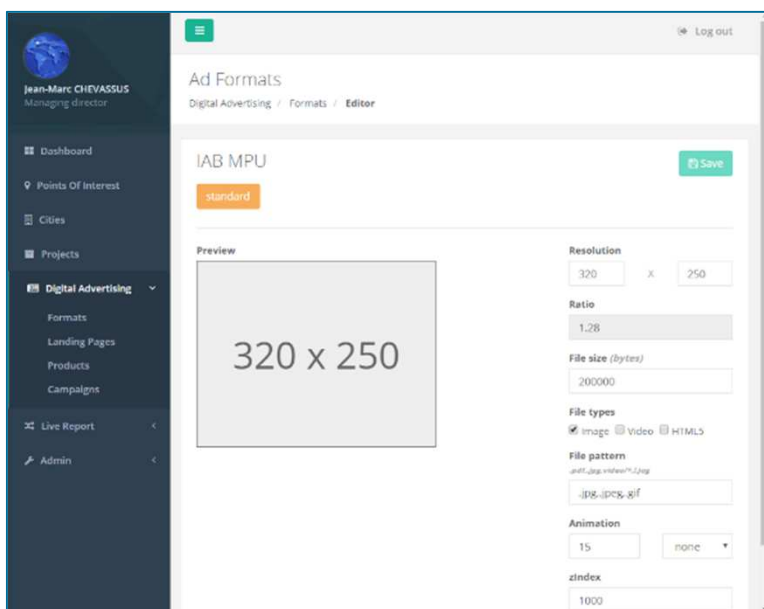 Jean-Marc CHEVASSUS
Managing director
Dashboard
Points Of Interest
Cities
Projects
Digital Advertising
Formats
Landing Pages
Products
Campaigns
Live Report
Admin
Log out
Ad Formats
Digital Advertising / Formats / Editor
IAB MPU
Save
standard
Preview
320 x 250
Resolution
320 x 250
Ratio
1.28
File size (bytes)
200000
File types
Image Video HTML5
File pattern
.jpg,.jpeg,.gif
Animation
15 none
zIndex
1000